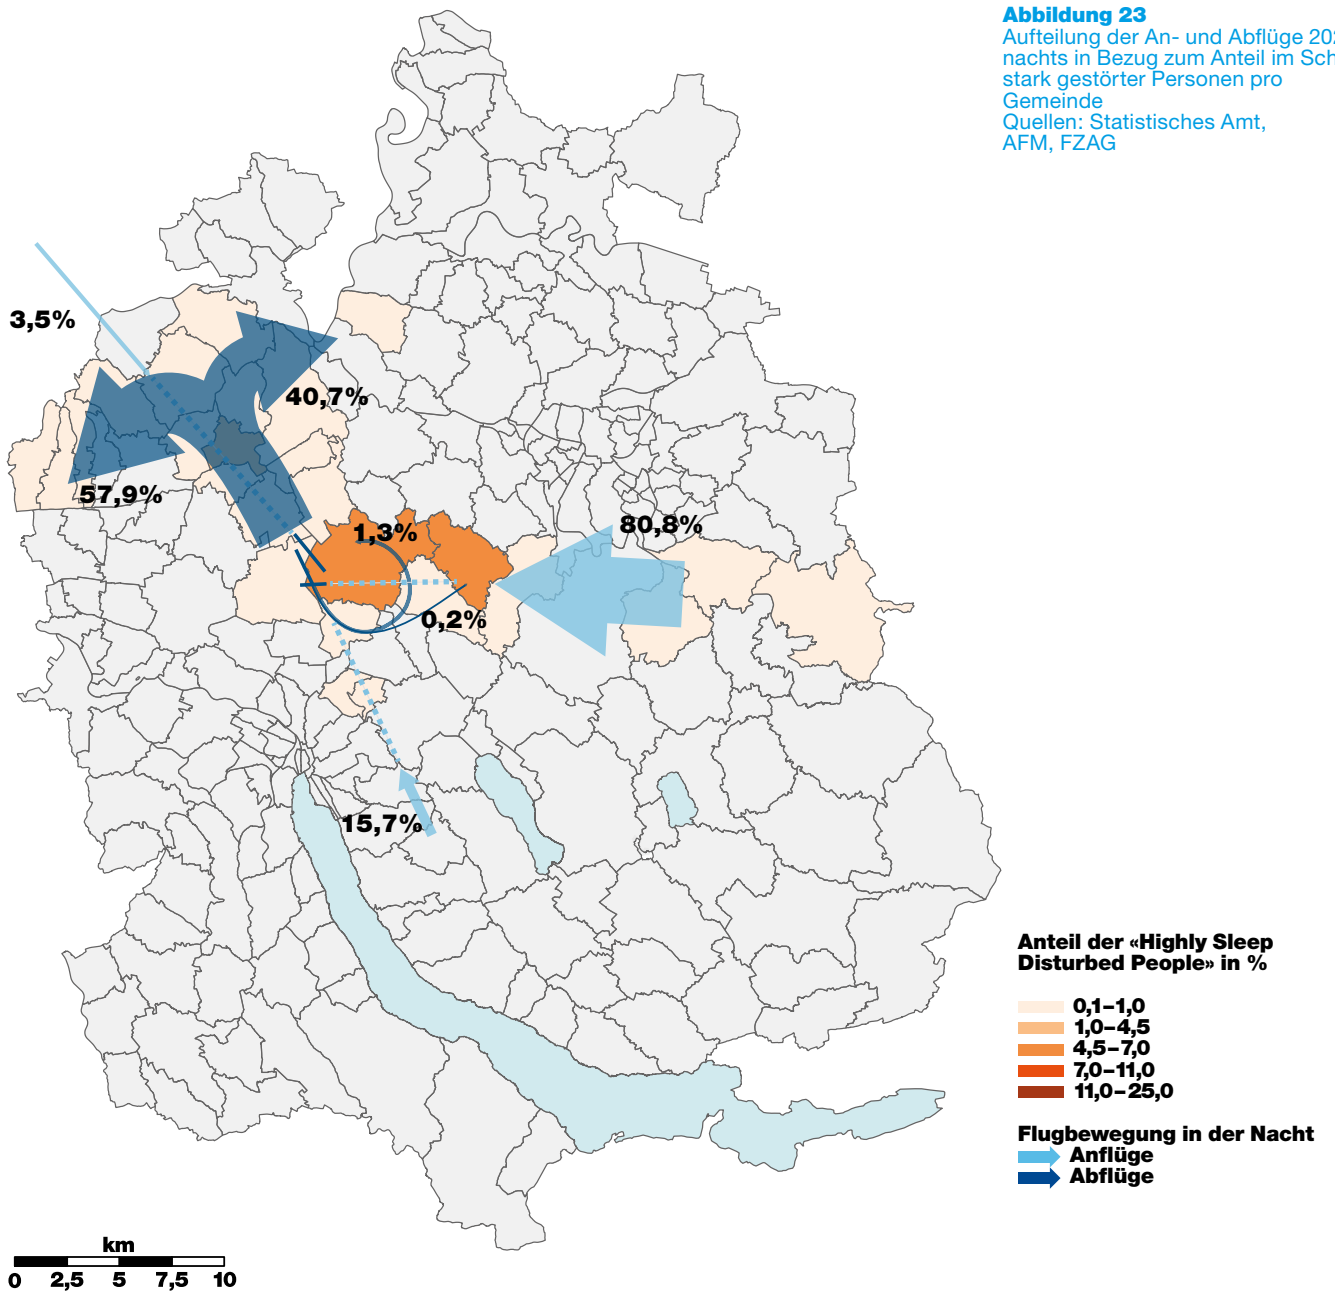 Abbildung 23
Aufteilung der An- und Abflüge
nachts in Bezug zum Anteil im
stark gestörter Personen pro
Gemeinde
Quellen: Statistisches Amt,
AFM, FZAG
3,5%
40,7%
57,9%
1,3%
80,8%
0,2%
15,7%
Anteil der «Highly Sleep
Disturbed People» in %
0,1–1,0
1,0–4,5
4,5–7,0
7,0–11,0
11,0–25,0
Flugbewegung in der Nacht
Anflüge
Abflüge
km
0 2,5 5 7,5 10